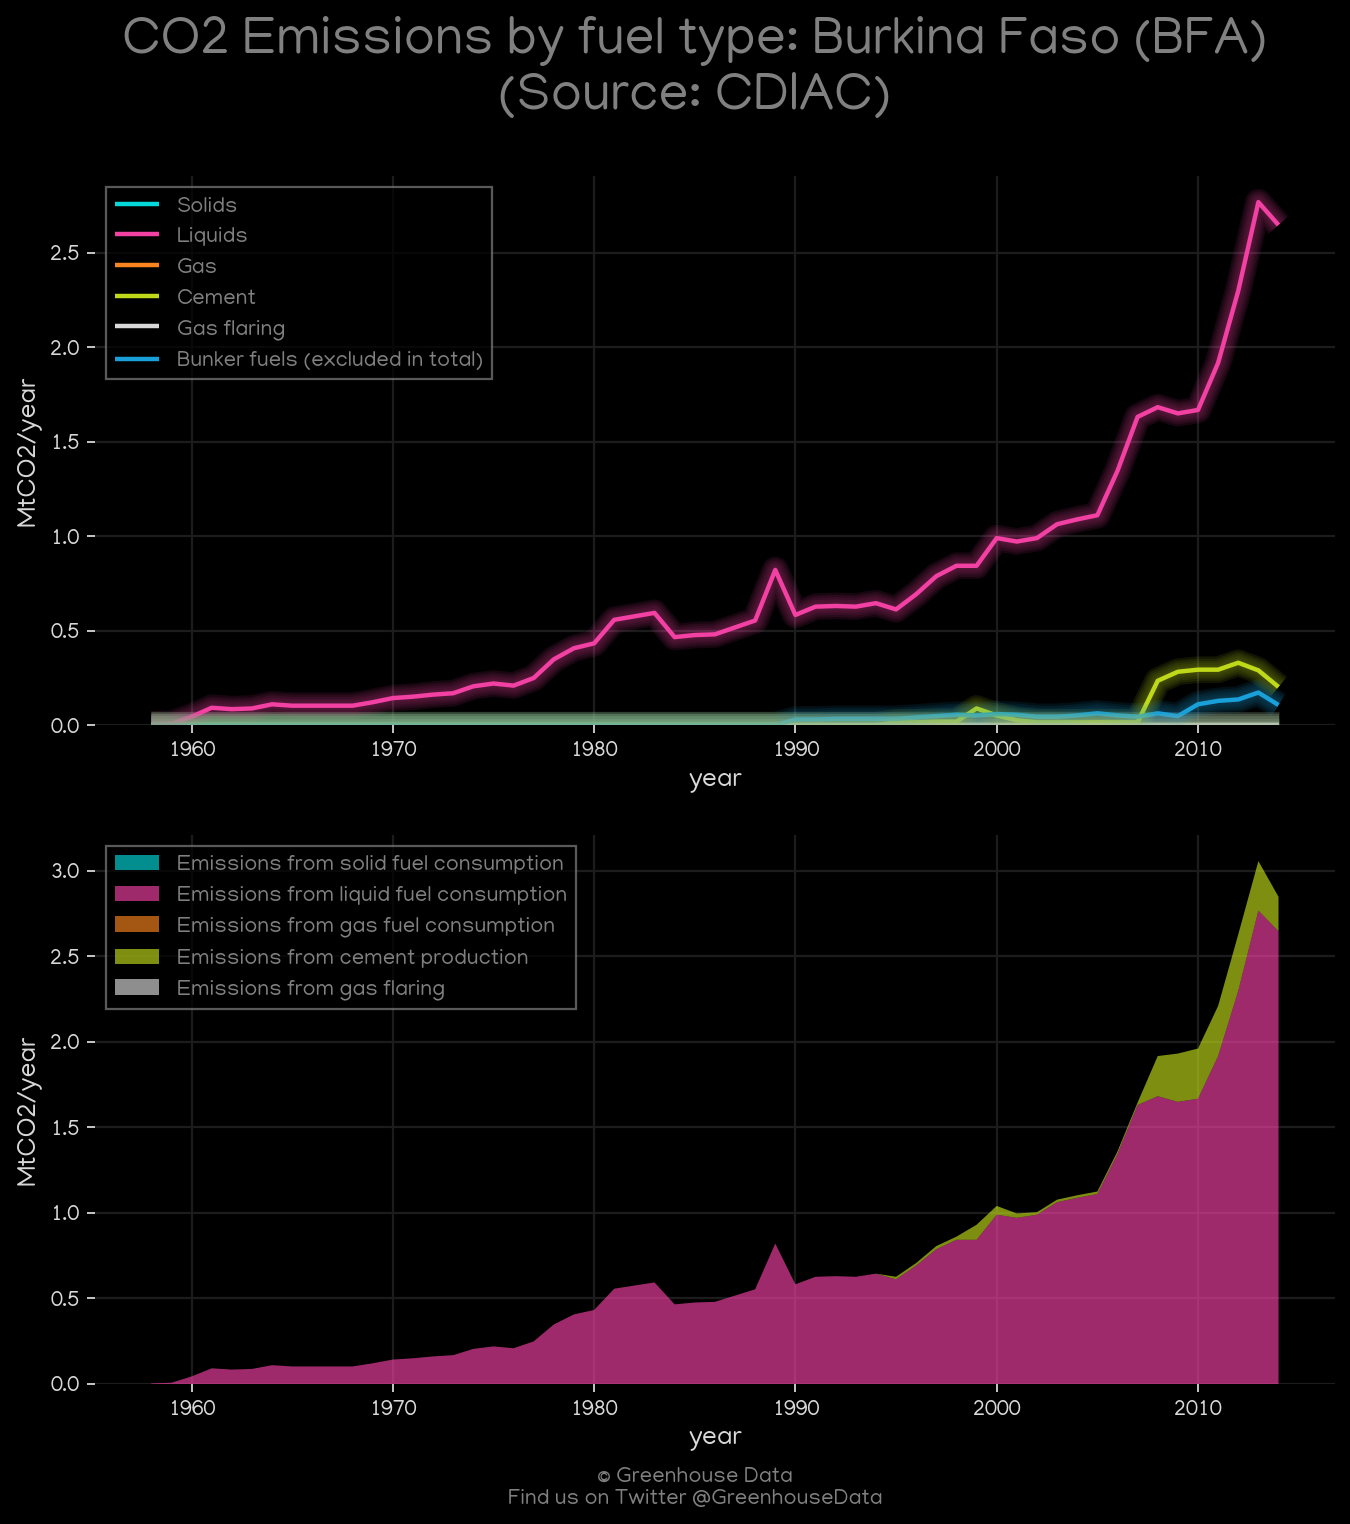 CO2 Emissions by fuel type: Burkina Faso (BFA)
(Source: CDIAC)
Solids
Liquids
Gas
Cement
Gas flaring
Bunker fuels (excluded in total)
MtCO2/year
2.5
2.0
1.5
1.0
0.5
0.0
1960 1970 1980 1990 2000 2010
year
Emissions from solid fuel consumption
Emissions from liquid fuel consumption
Emissions from gas fuel consumption
Emissions from cement production
Emissions from gas flaring
MtCO2/year
3.0
2.5
2.0
1.5
1.0
0.5
0.0
1960 1970 1980 1990 2000 2010
year
© Greenhouse Data
Find us on Twitter @GreenhouseData